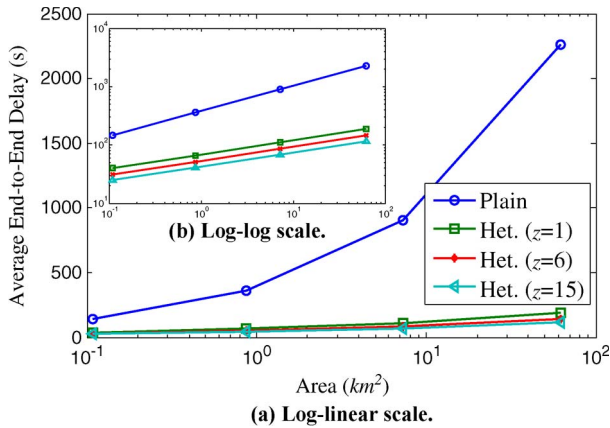 2500
2000
1500
1000
500
0
Average End-to-End Delay (s)
10^4
10^3
10^2
10^1
10^-1
10^0
10^1
10^2
(b) Log-log scale.
Plain
Het. (z=1)
Het. (z=6)
Het. (z=15)
10^-1
10^0
10^1
10^2
Area (km^2)
(a) Log-linear scale.